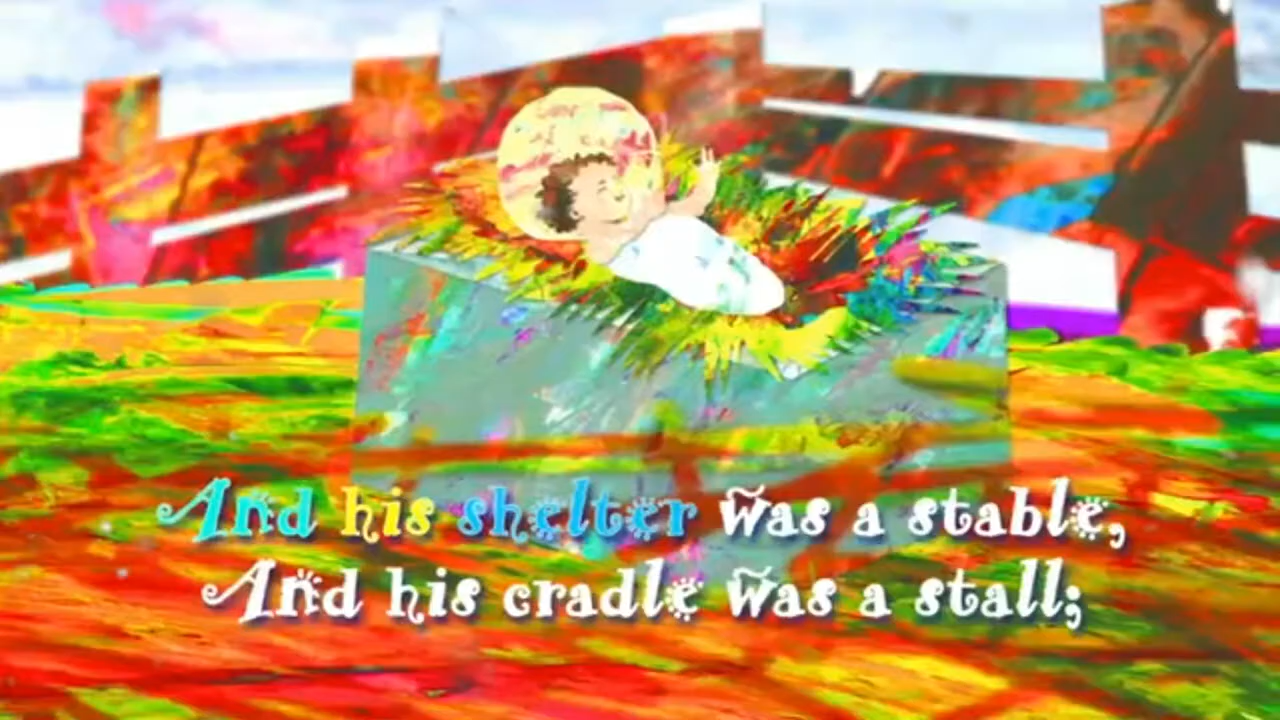 And his shelter was a stable,
And his cradle was a stall;